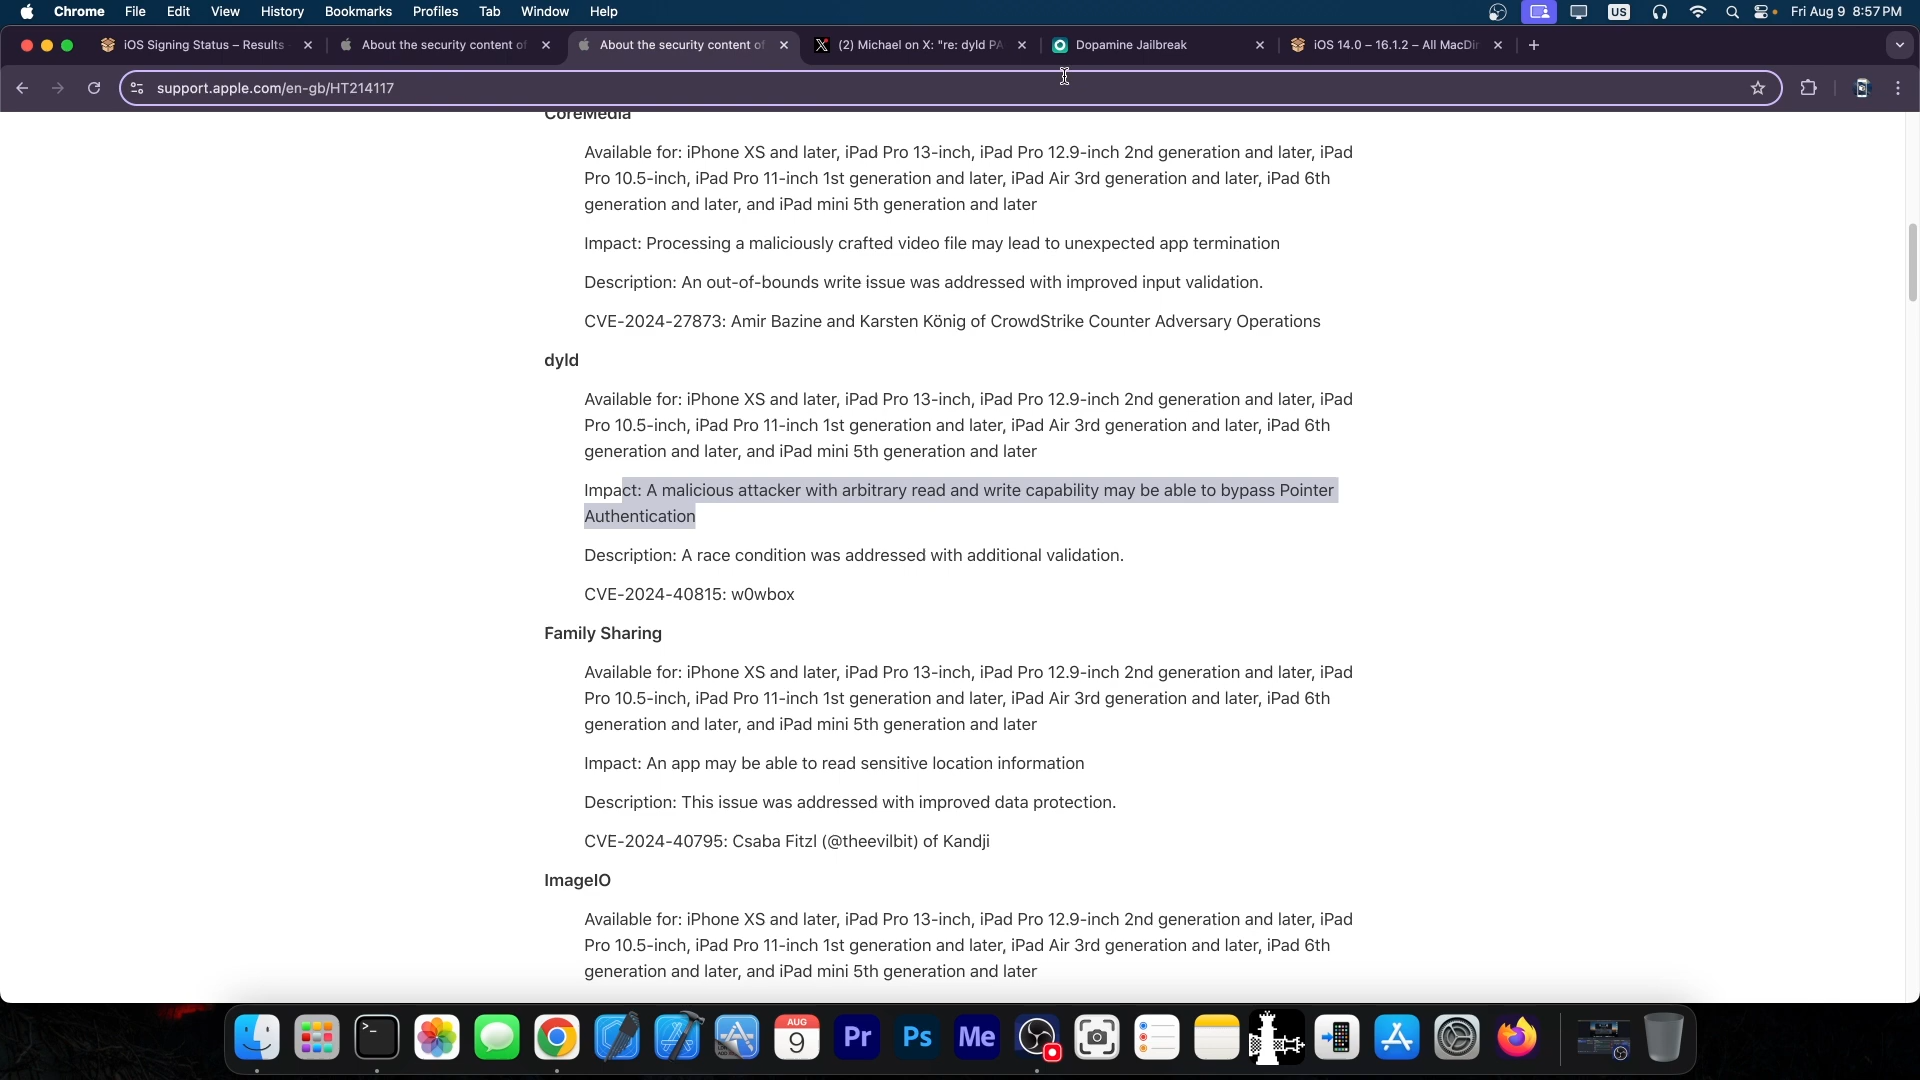 Chrome File Edit View History Bookmarks Profiles Tab Window Help US Fri Aug 9 8:57 PM
iOS Signing Status – Results About the security content of About the security content of (2) Michael on X: "re: dyld PA Dopamine Jailbreak iOS 14.0 – 16.1.2 – All MacDir
support.apple.com/en-gb/HT214117
CoreMedia
Available for: iPhone XS and later, iPad Pro 13-inch, iPad Pro 12.9-inch 2nd generation and later, iPad
Pro 10.5-inch, iPad Pro 11-inch 1st generation and later, iPad Air 3rd generation and later, iPad 6th
generation and later, and iPad mini 5th generation and later
Impact: Processing a maliciously crafted video file may lead to unexpected app termination
Description: An out-of-bounds write issue was addressed with improved input validation.
CVE-2024-27873: Amir Bazine and Karsten König of CrowdStrike Counter Adversary Operations
dyld
Available for: iPhone XS and later, iPad Pro 13-inch, iPad Pro 12.9-inch 2nd generation and later, iPad
Pro 10.5-inch, iPad Pro 11-inch 1st generation and later, iPad Air 3rd generation and later, iPad 6th
generation and later, and iPad mini 5th generation and later
Impact: A malicious attacker with arbitrary read and write capability may be able to bypass Pointer
Authentication
Description: A race condition was addressed with additional validation.
CVE-2024-40815: w0wbox
Family Sharing
Available for: iPhone XS and later, iPad Pro 13-inch, iPad Pro 12.9-inch 2nd generation and later, iPad
Pro 10.5-inch, iPad Pro 11-inch 1st generation and later, iPad Air 3rd generation and later, iPad 6th
generation and later, and iPad mini 5th generation and later
Impact: An app may be able to read sensitive location information
Description: This issue was addressed with improved data protection.
CVE-2024-40795: Csaba Fitzl (@theevilbit) of Kandji
ImageIO
Available for: iPhone XS and later, iPad Pro 13-inch, iPad Pro 12.9-inch 2nd generation and later, iPad
Pro 10.5-inch, iPad Pro 11-inch 1st generation and later, iPad Air 3rd generation and later, iPad 6th
generation and later, and iPad mini 5th generation and later
AUG
9 Pr Ps Me